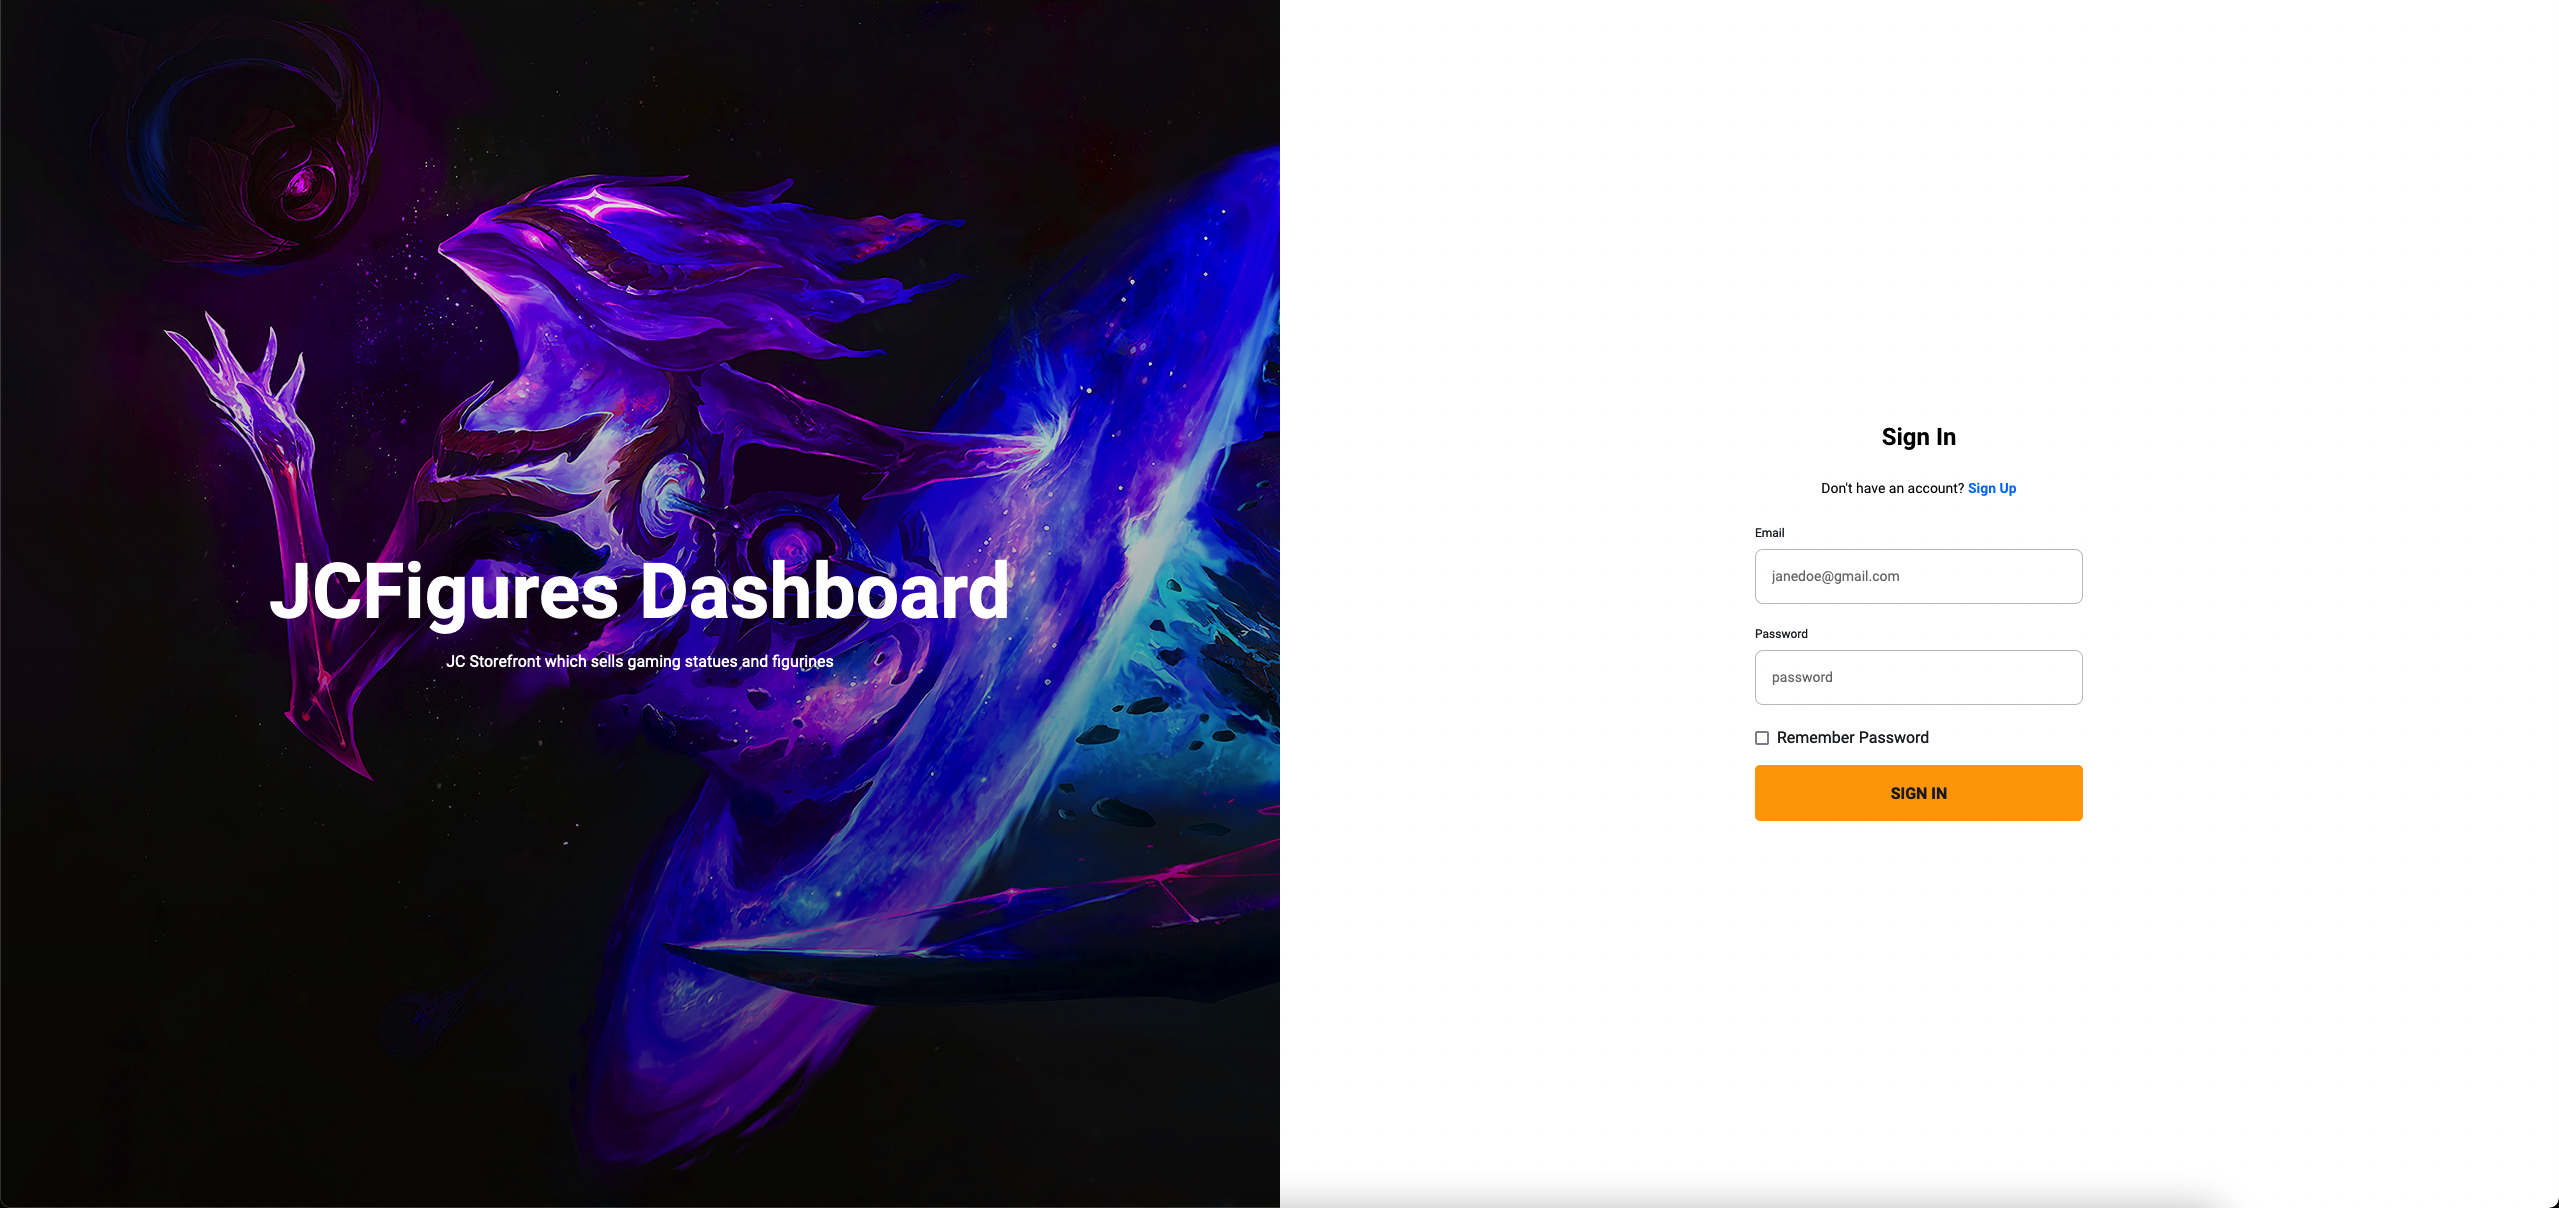 JCFigures Dashboard
JC Storefront which sells gaming statues and figurines
Sign In
Don't have an account? Sign Up
Email
janedoe@gmail.com
Password
password
Remember Password
SIGN IN